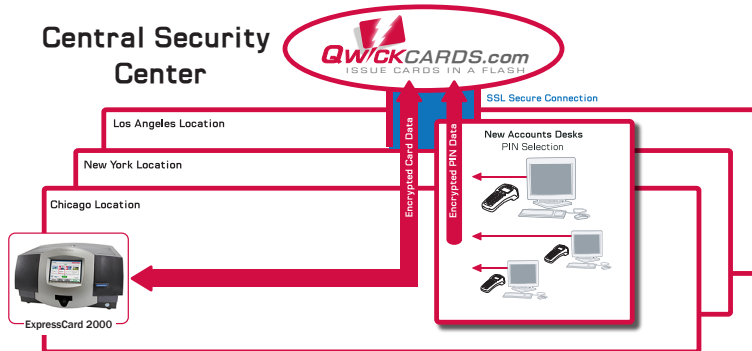 Central Security
Center
QWICKCARDS.com
ISSUE CARDS IN A FLASH
SSL Secure Connection
Los Angeles Location
New York Location
Chicago Location
Encrypted Card Data
Encrypted PIN Data
New Accounts Desks
PIN Selection
ExpressCard 2000